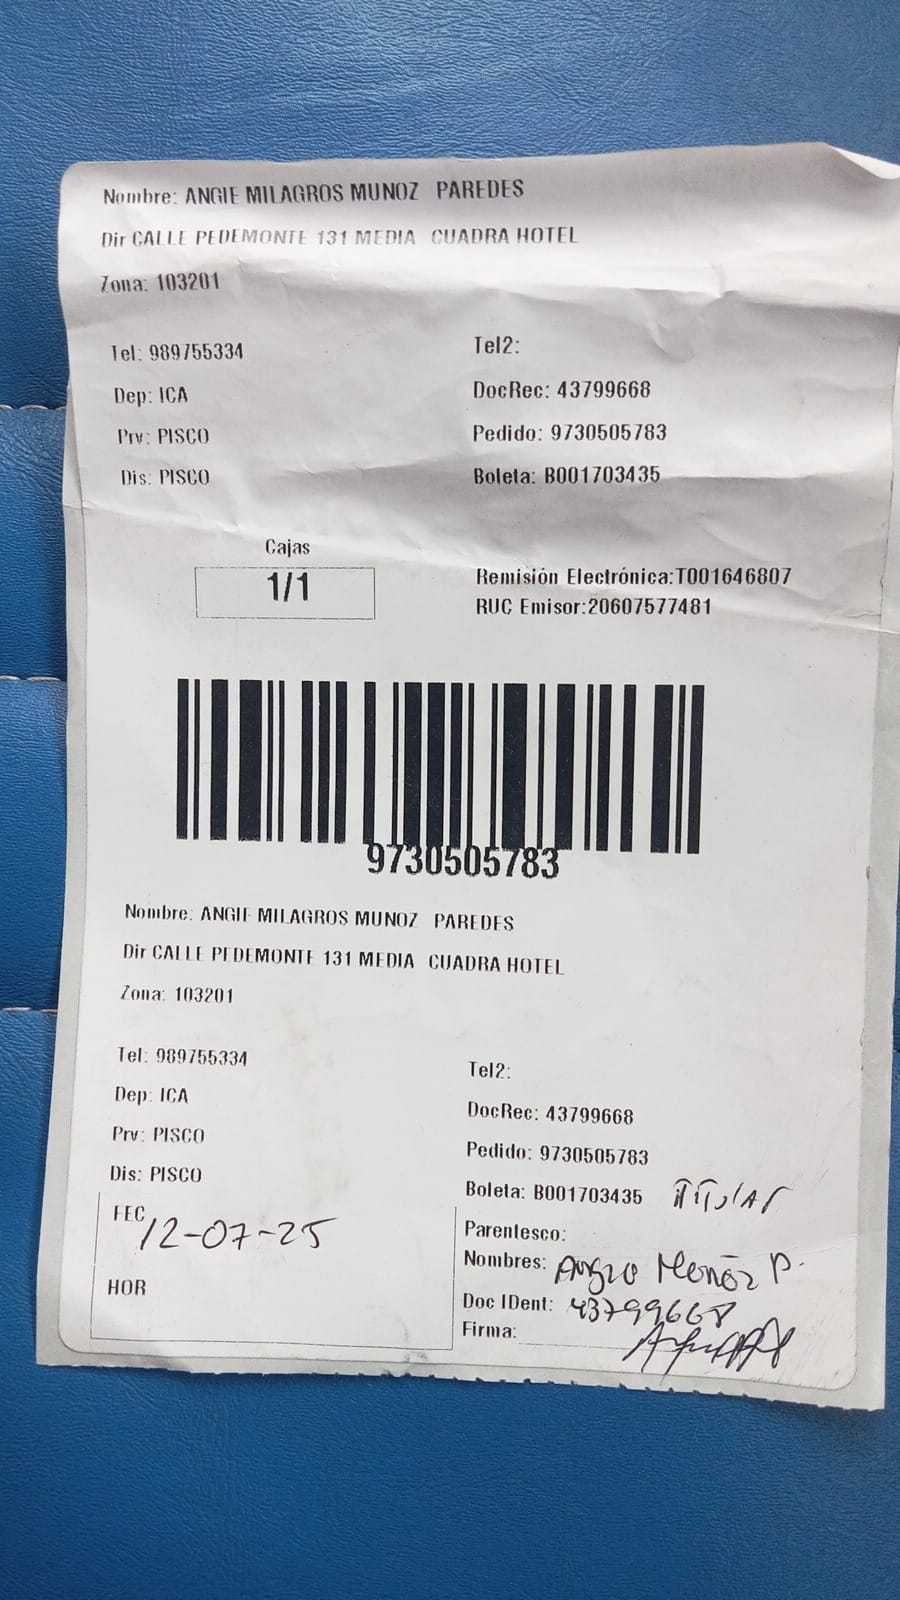 Nombre: ANGIE MILAGROS MUNOZ PAREDES
Dir CALLE PEDEMONTE 131 MEDIA CUADRA HOTEL
Zona: 103201
Tel: 989755334 Tel2:
Dep: ICA DocRec: 43799668
Prv: PISCO Pedido: 9730505783
Dis: PISCO Boleta: B001703435
Cajas
1/1
Remisión Electrónica:T001646807
RUC Emisor:20607577481
9730505783
Nombre: ANGIE MILAGROS MUNOZ PAREDES
Dir CALLE PEDEMONTE 131 MEDIA CUADRA HOTEL
Zona: 103201
Tel: 989755334 Tel2:
Dep: ICA DocRec: 43799668
Prv: PISCO Pedido: 9730505783
Dis: PISCO Boleta: B001703435 TITULAR
FEC 12-07-25
HOR
Parentesco:
Nombres: Muñoz P.
Doc IDent: 43799668
Firma: